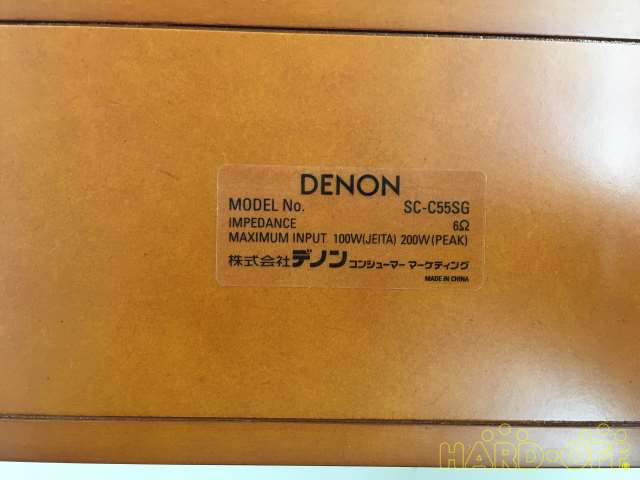 DENON
MODEL No. SC-C55SG
IMPEDANCE 6Ω
MAXIMUM INPUT 100W(JEITA) 200W(PEAK)
株式会社デノン コンシューマー マーケティング
MADE IN CHINA
HARD-OFF